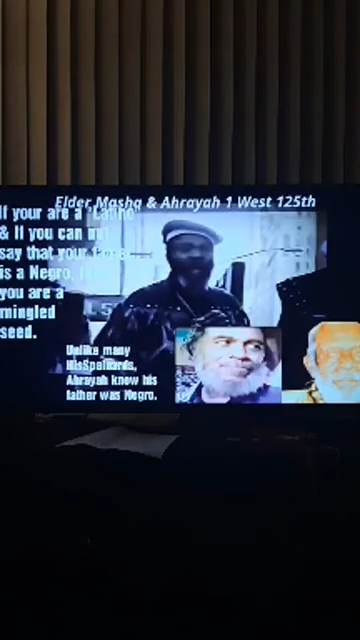 Elder Masha & Ahrayah 1 West 125th
If your are a "Latino"
& If you can not
say that your
is a Negro,
you are a
mingled
seed.
Unlike many
HisSpaniards,
Ahrayah knew his
father was Negro.